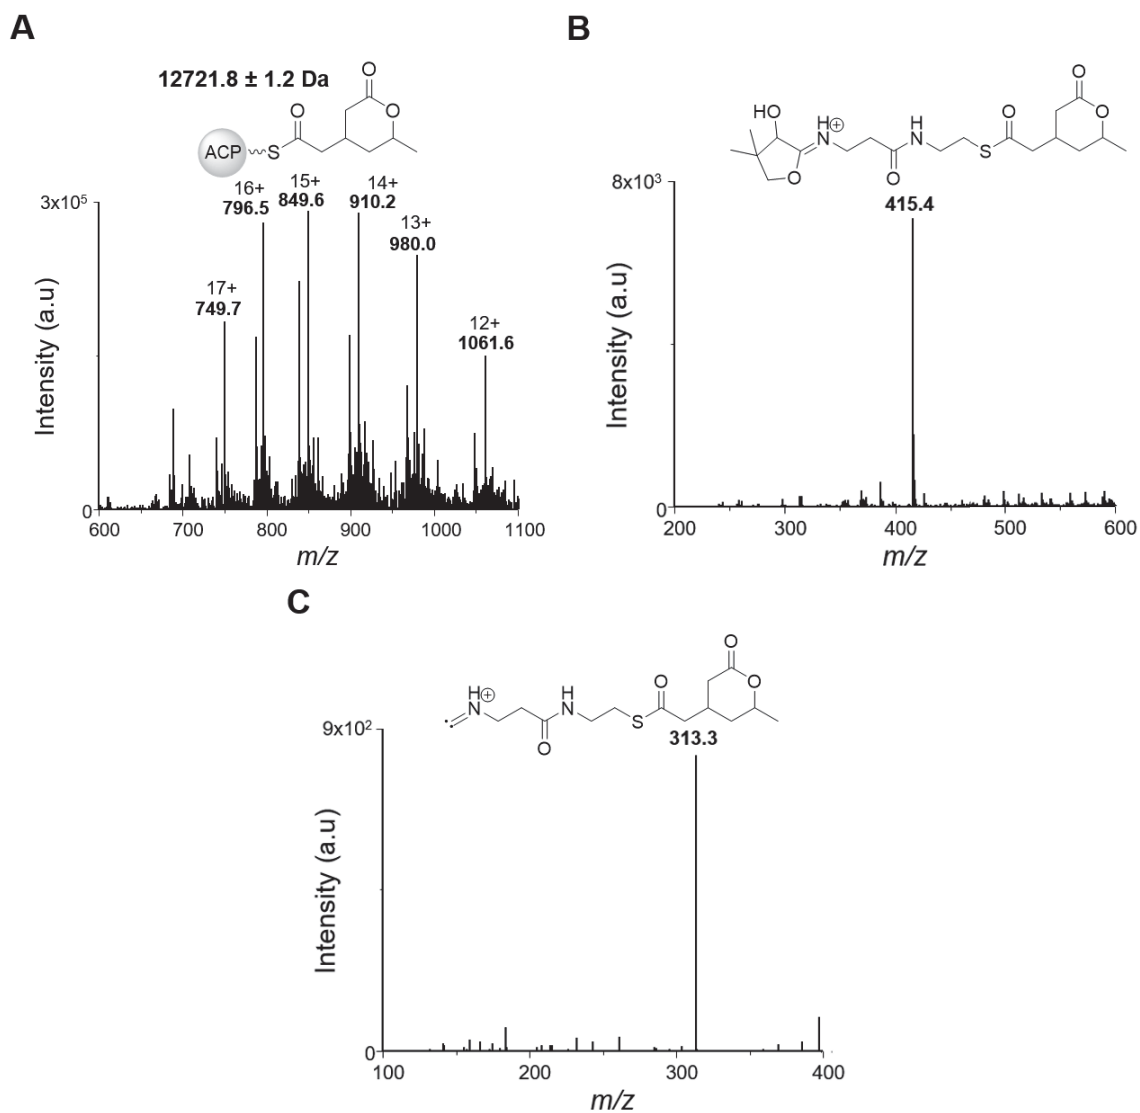 A
12721.8 ± 1.2 Da
O
O
O
ACP
S
3x10⁵
17+
749.7
16+
796.5
15+
849.6
14+
910.2
13+
980.0
12+
1061.6
Intensity (a.u)
0
600 700 800 900 1000 1100
m/z
B
HO
H
N
⊕
O
O
H
N
S
O
O
O
8x10³
415.4
Intensity (a.u)
0
200 300 400 500 600
m/z
C
H
N
⊕
O
H
N
S
O
O
O
9x10²
313.3
Intensity (a.u)
0
100 200 300 400
m/z